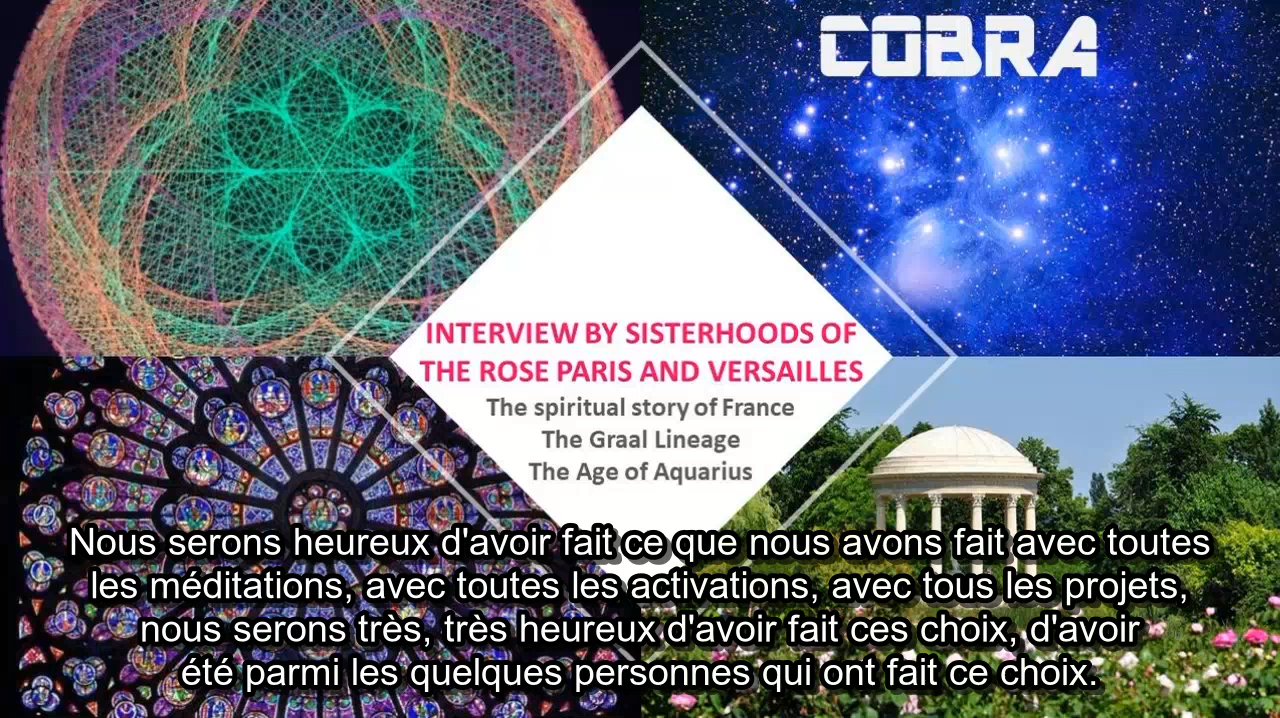 COBRA
INTERVIEW BY SISTERHOODS OF
THE ROSE PARIS AND VERSAILLES
The spiritual story of France
The Graal Lineage
The Age of Aquarius
Nous serons heureux d'avoir fait ce que nous avons fait avec toutes
les méditations, avec toutes les activations, avec tous les projets,
nous serons très, très heureux d'avoir fait ces choix, d'avoir
été parmi les quelques personnes qui ont fait ce choix.